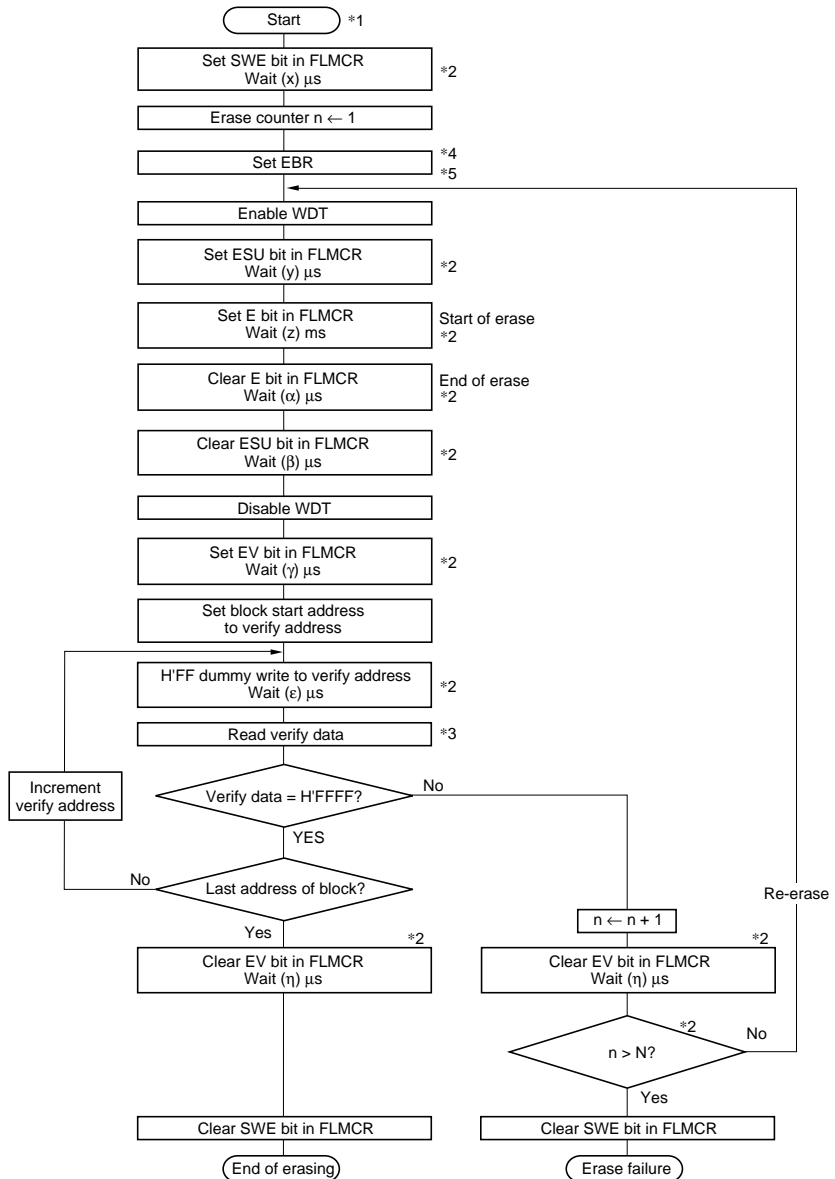 Start *1
Set SWE bit in FLMCR
Wait (x) μs
*2
Erase counter n ← 1
Set EBR
*4
*5
Enable WDT
Set ESU bit in FLMCR
Wait (y) μs
*2
Set E bit in FLMCR
Wait (z) ms
Start of erase
*2
Clear E bit in FLMCR
Wait (α) μs
End of erase
*2
Clear ESU bit in FLMCR
Wait (β) μs
*2
Disable WDT
Set EV bit in FLMCR
Wait (γ) μs
*2
Set block start address
to verify address
H'FF dummy write to verify address
Wait (ε) μs
*2
Read verify data *3
Increment
verify address
Verify data = H'FFFF?
No
YES
Last address of block?
No
Yes
Re-erase
n ← n + 1
*2
Clear EV bit in FLMCR
Wait (η) μs
*2
Clear EV bit in FLMCR
Wait (η) μs
*2
n > N?
No
Yes
Clear SWE bit in FLMCR
Clear SWE bit in FLMCR
End of erasing
Erase failure